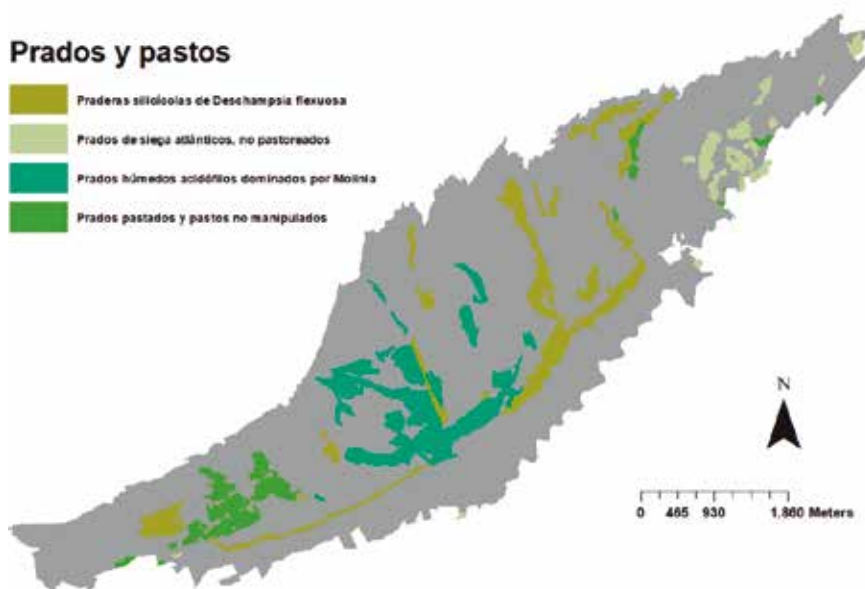 Prados y pastos
Praderas silicícolas de Deschampsia flexuosa
Prados de siega atlánticos, no pastoreados
Prados húmedos acidófilos dominados por Molinia
Prados pastados y pastos no manipulados
N
0 465 930 1.860 Meters